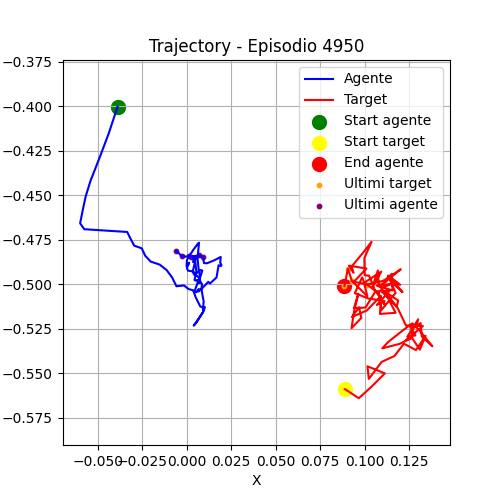 Trajectory - Episodio 4950
Agente
Target
Start agente
Start target
End agente
Ultimi target
Ultimi agente
−0.375
−0.400
−0.425
−0.450
−0.475
−0.500
−0.525
−0.550
−0.575
−0.050 −0.025 0.000 0.025 0.050 0.075 0.100 0.125
X